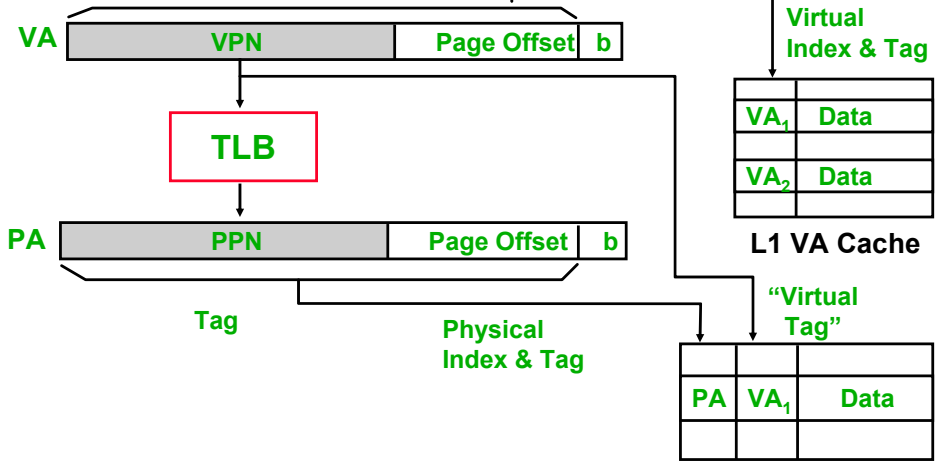 VA VPN Page Offset b
Virtual
Index & Tag
VA₁ Data
TLB
VA₂ Data
PA PPN Page Offset b
L1 VA Cache
Tag
Physical
Index & Tag
“Virtual
Tag”
PA VA₁ Data